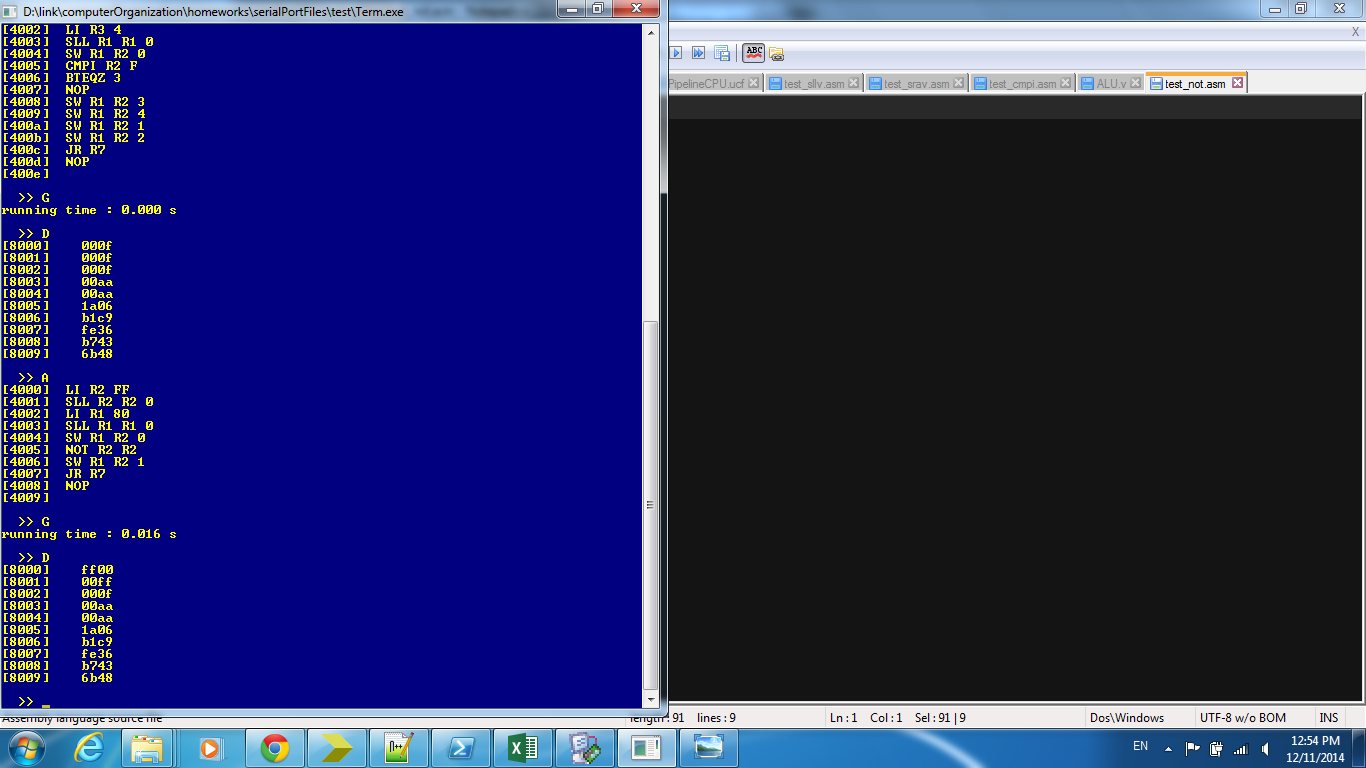 D:\link\computerOrganization\homeworks\serialPortFiles\test\Term.exe
[4002] LI R3 4
[4003] SLL R1 R1 0
[4004] SW R1 R2 0
[4005] CMPI R2 F
[4006] BTEQZ 3
[4007] NOP
[4008] SW R1 R2 3
[4009] SW R1 R2 4
[400a] SW R1 R2 1
[400b] SW R1 R2 2
[400c] JR R7
[400d] NOP
[400e]
>> G
running time : 0.000 s
>> D
[8000] 000f
[8001] 000f
[8002] 000f
[8003] 00aa
[8004] 00aa
[8005] 1a06
[8006] b1c9
[8007] fe36
[8008] b743
[8009] 6b48
>> A
[4000] LI R2 FF
[4001] SLL R2 R2 0
[4002] LI R1 80
[4003] SLL R1 R1 0
[4004] SW R1 R2 0
[4005] NOT R2 R2
[4006] SW R1 R2 1
[4007] JR R7
[4008] NOP
[4009]
>> G
running time : 0.016 s
>> D
[8000] ff00
[8001] 00ff
[8002] 000f
[8003] 00aa
[8004] 00aa
[8005] 1a06
[8006] b1c9
[8007] fe36
[8008] b743
[8009] 6b48
>> _
X
ABC
PipelineCPU.ucf test_sllv.asm test_srav.asm test_cmpi.asm ALU.v test_not.asm
Assembly language source file length : 91 lines : 9 Ln : 1 Col : 1 Sel : 91 | 9 Dos\Windows UTF-8 w/o BOM INS
EN
12:54 PM
12/11/2014